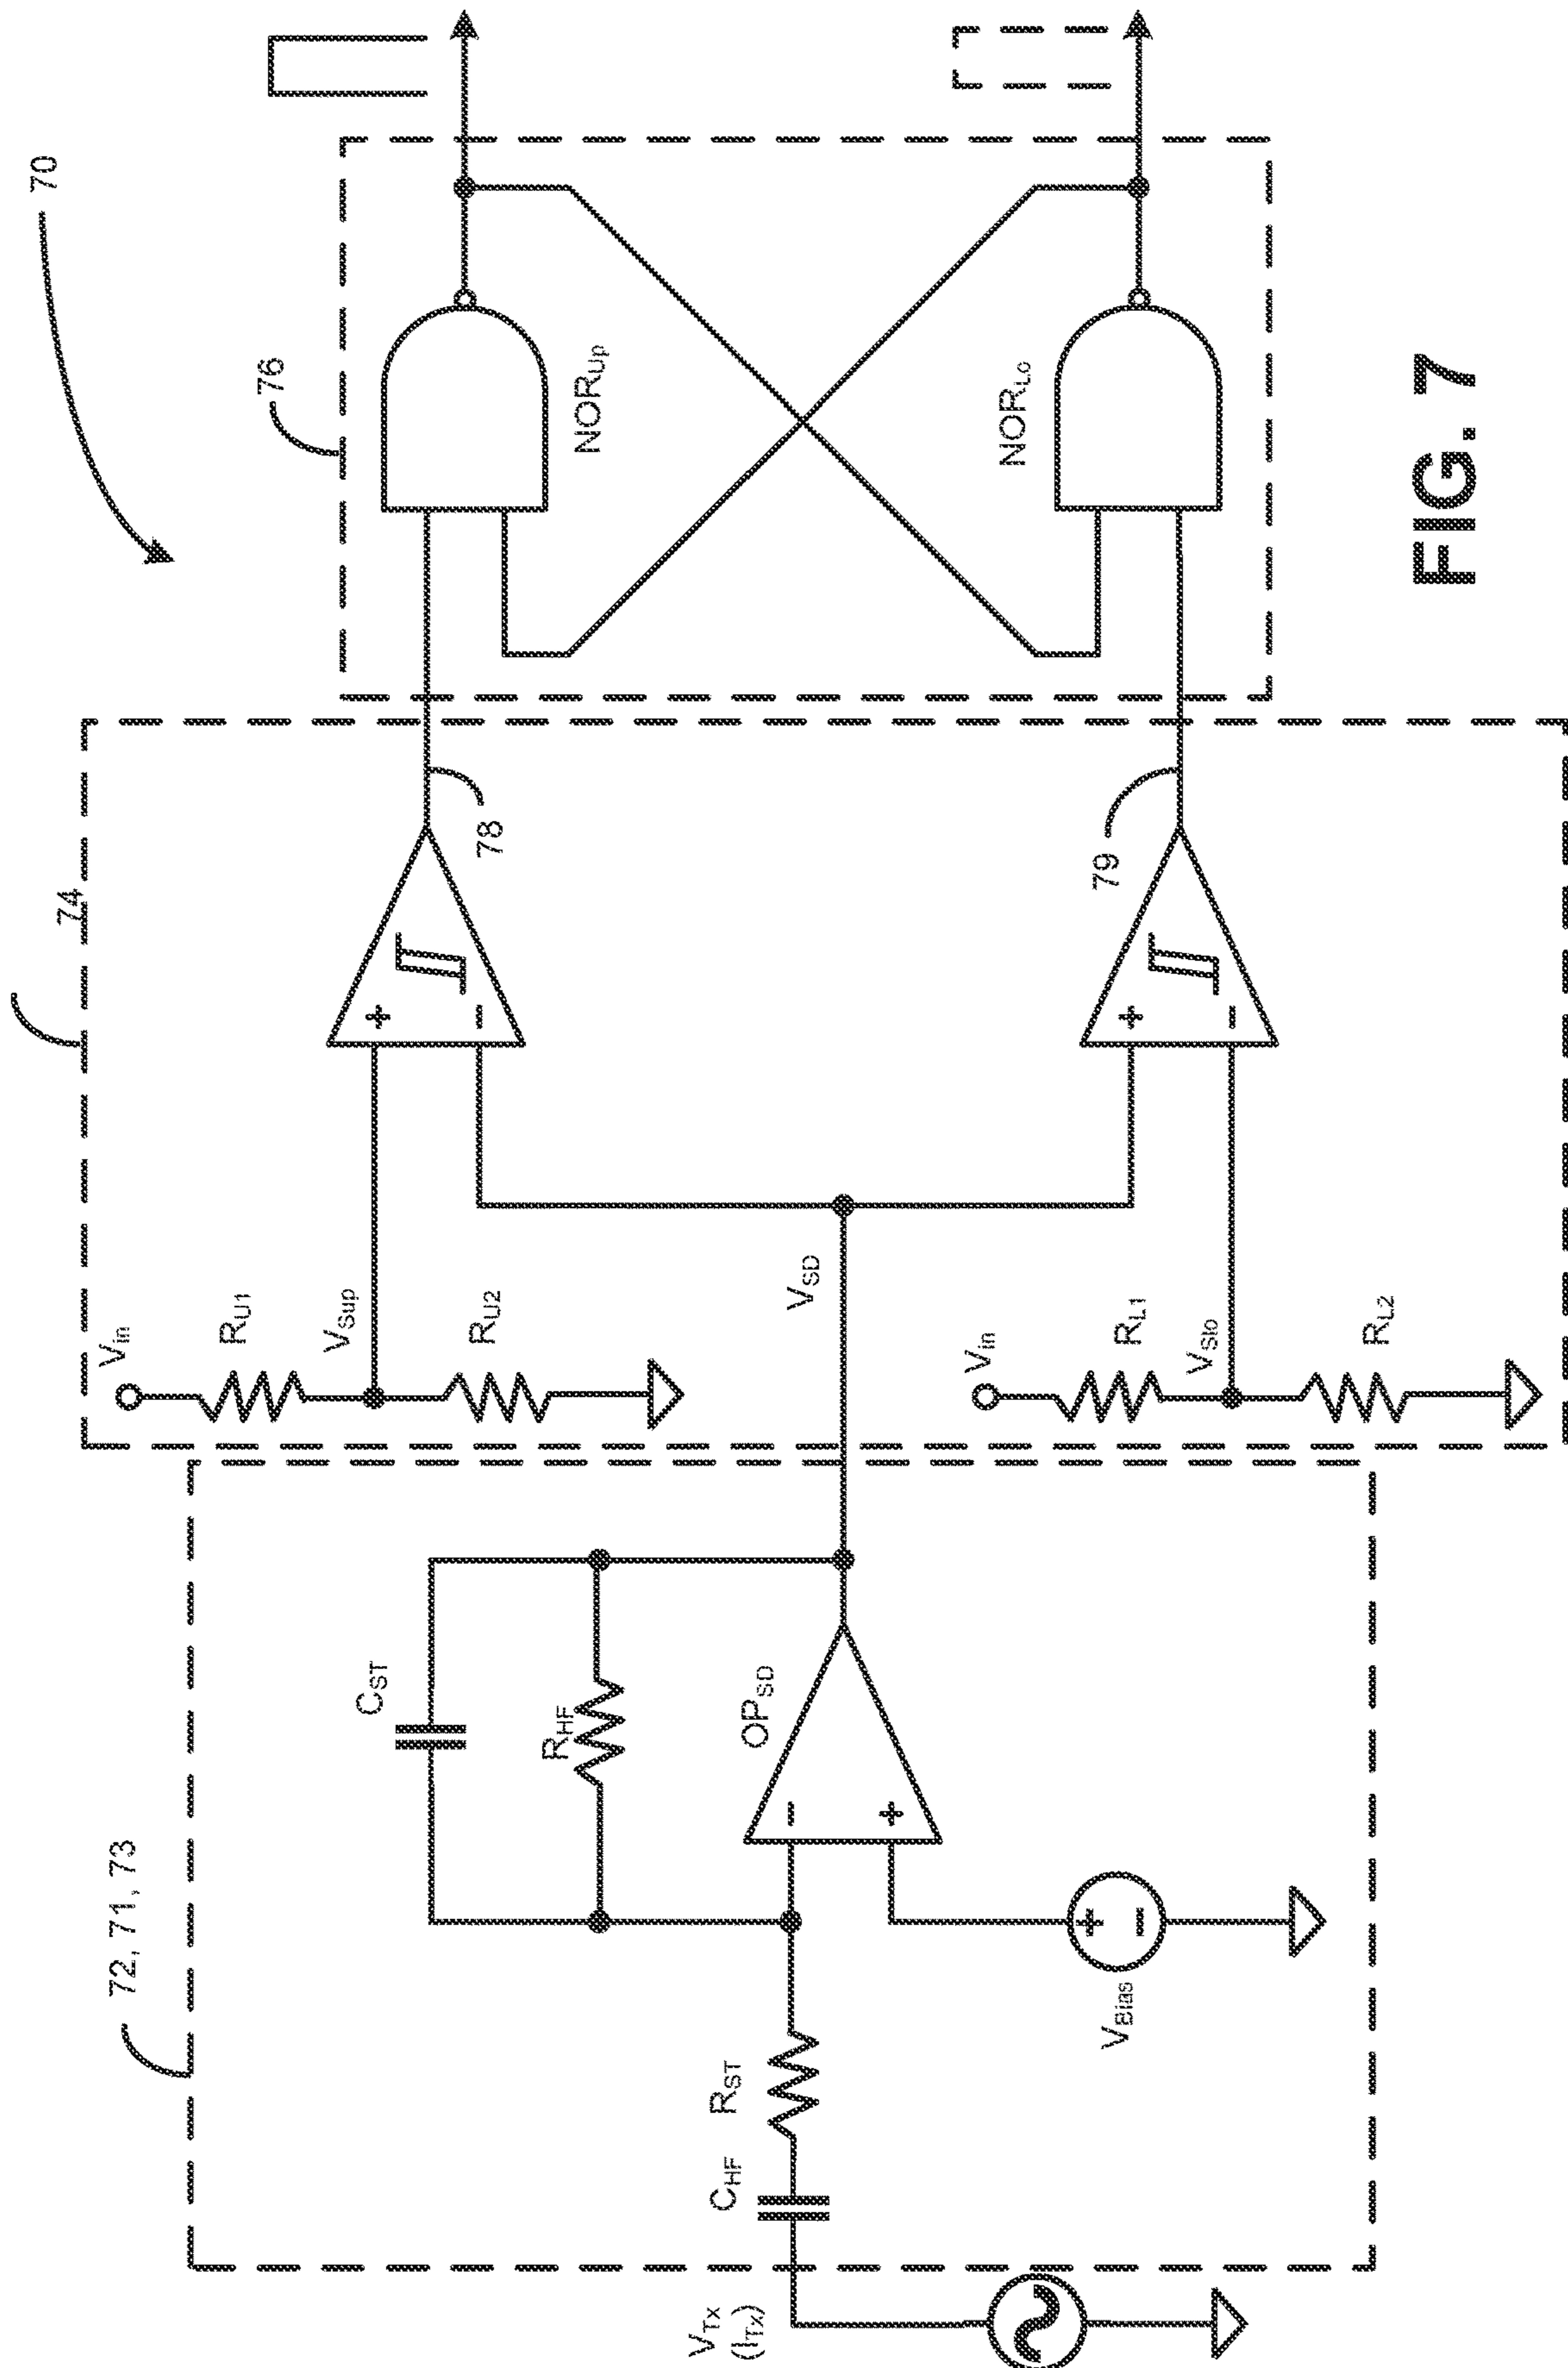 70
76
74
72, 71, 73
V_Tx
(I_Tx)
C_HF
R_ST
C_ST
R_HF
OP_SD
+
V_Bias
+
V_in
R_U1
V_Sup
R_U2
V_SD
V_in
R_L1
V_Slo
R_L2
+
+
78
79
NOR_Up
NOR_Lo
FIG. 7